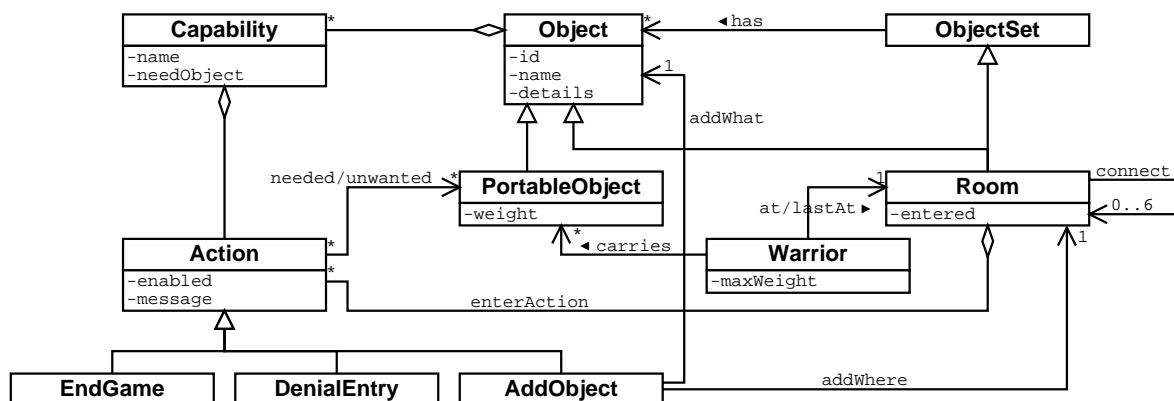 Capability
-name
-needObject
*
Object
-id
-name
-details
*
◄ has
ObjectSet
1
addWhat
needed/unwanted
*
PortableObject
-weight
*
◄ carries
1
at/lastAt ►
Room
-entered
connect
0..6
1
Action
-enabled
-message
*
*
enterAction
Warrior
-maxWeight
EndGame
DenialEntry
AddObject
addWhere